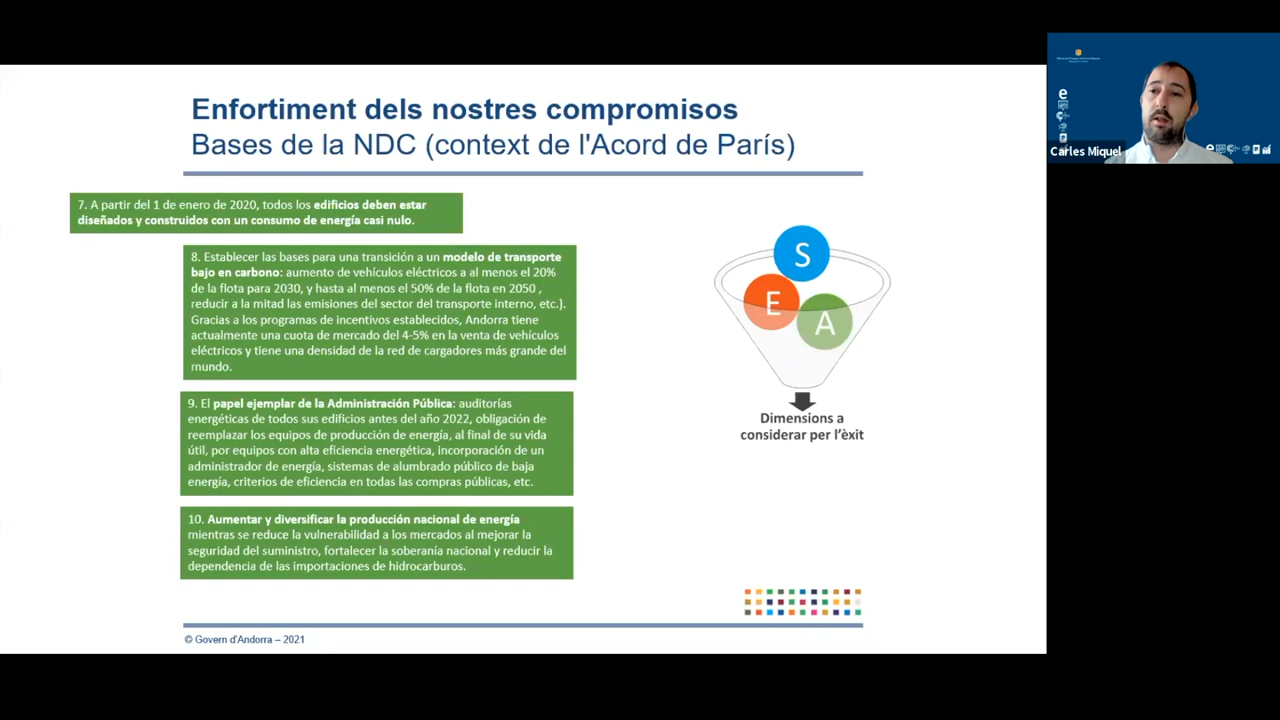 Enfortiment dels nostres compromisos
Bases de la NDC (context de l'Acord de París)
7. A partir del 1 de enero de 2020, todos los edificios deben estar
diseñados y construidos con un consumo de energía casi nulo.
8. Establecer las bases para una transición a un modelo de transporte
bajo en carbono: aumento de vehículos eléctricos a al menos el 20%
de la flota para 2030, y hasta al menos el 50% de la flota en 2050 ,
reducir a la mitad las emisiones del sector del transporte interno, etc.).
Gracias a los programas de incentivos establecidos, Andorra tiene
actualmente una cuota de mercado del 4-5% en la venta de vehículos
eléctricos y tiene una densidad de la red de cargadores más grande del
mundo.
9. El papel ejemplar de la Administración Pública: auditorías
energéticas de todos sus edificios antes del año 2022, obligación de
reemplazar los equipos de producción de energía, al final de su vida
útil, por equipos con alta eficiencia energética, incorporación de un
administrador de energía, sistemas de alumbrado público de baja
energía, criterios de eficiencia en todas las compras públicas, etc.
10. Aumentar y diversificar la producción nacional de energía
mientras se reduce la vulnerabilidad a los mercados al mejorar la
seguridad del suministro, fortalecer la soberanía nacional y reducir la
dependencia de las importaciones de hidrocarburos.
S
E
A
Dimensions a
considerar per l'èxit
© Govern d'Andorra – 2021
e
Carles Miquel